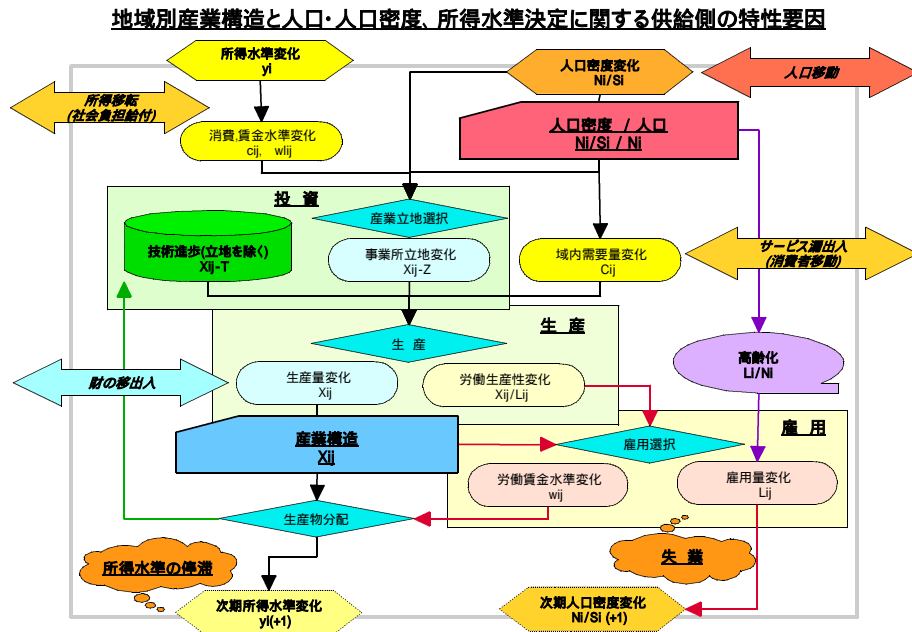 地域別産業構造と人口・人口密度、所得水準決定に関する供給側の特性要因
所得水準変化
yi
人口密度変化
Ni/Si
人口移動
所得移転
(社会負担給付)
人口密度 / 人口
Ni/Si / Ni
消費,賃金水準変化
cij, wlij
投 資
産業立地選択
技術進歩(立地を除く)
Xij-T
事業所立地変化
Xij-Z
域内需要量変化
Cij
サービス漏出入
(消費者移動)
生 産
生 産
高齢化
Li/Ni
財の移出入
生産量変化
Xij
労働生産性変化
Xij/Lij
産業構造
Xij
雇用選択
雇 用
労働賃金水準変化
wij
雇用量変化
Lij
生産物分配
所得水準の停滞
失 業
次期所得水準変化
yi(+1)
次期人口密度変化
Ni/Si (+1)